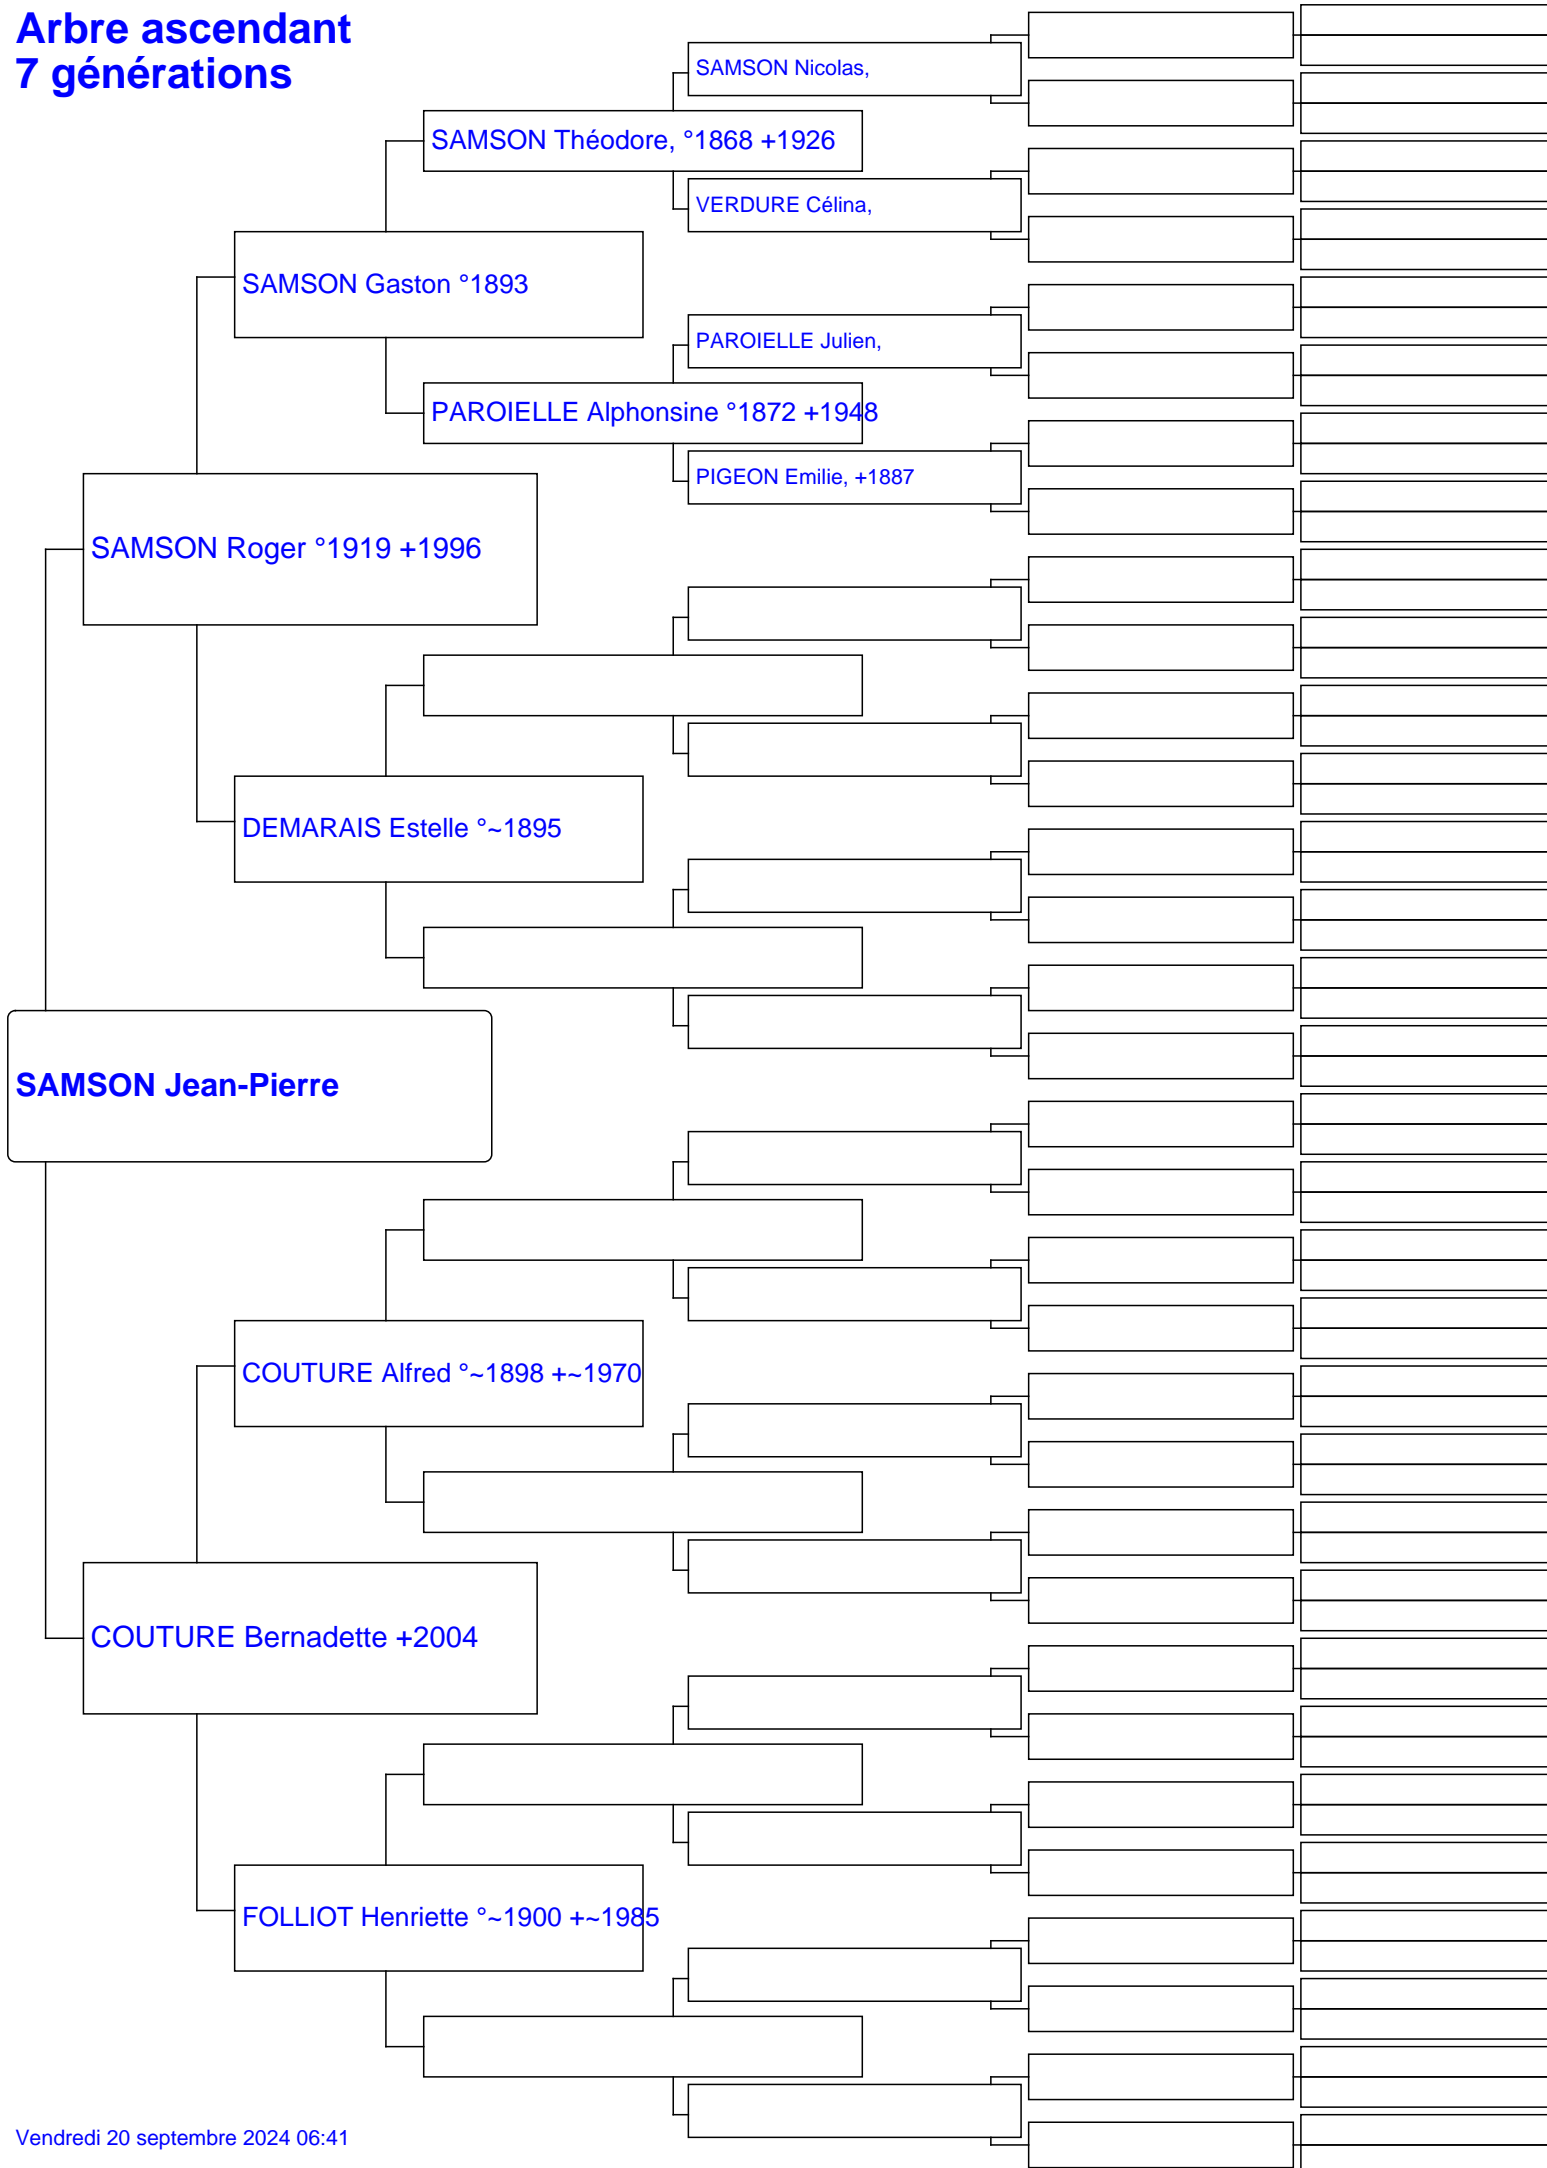 Arbre ascendant
7 générations
SAMSON Nicolas,
SAMSON Théodore, °1868 +1926
VERDURE Célina,
SAMSON Gaston °1893
PAROIELLE Julien,
PAROIELLE Alphonsine °1872 +1948
PIGEON Emilie, +1887
SAMSON Roger °1919 +1996
DEMARAIS Estelle °~1895
SAMSON Jean-Pierre
COUTURE Alfred °~1898 +~1970
COUTURE Bernadette +2004
FOLLIOT Henriette °~1900 +~1985
Vendredi 20 septembre 2024 06:41